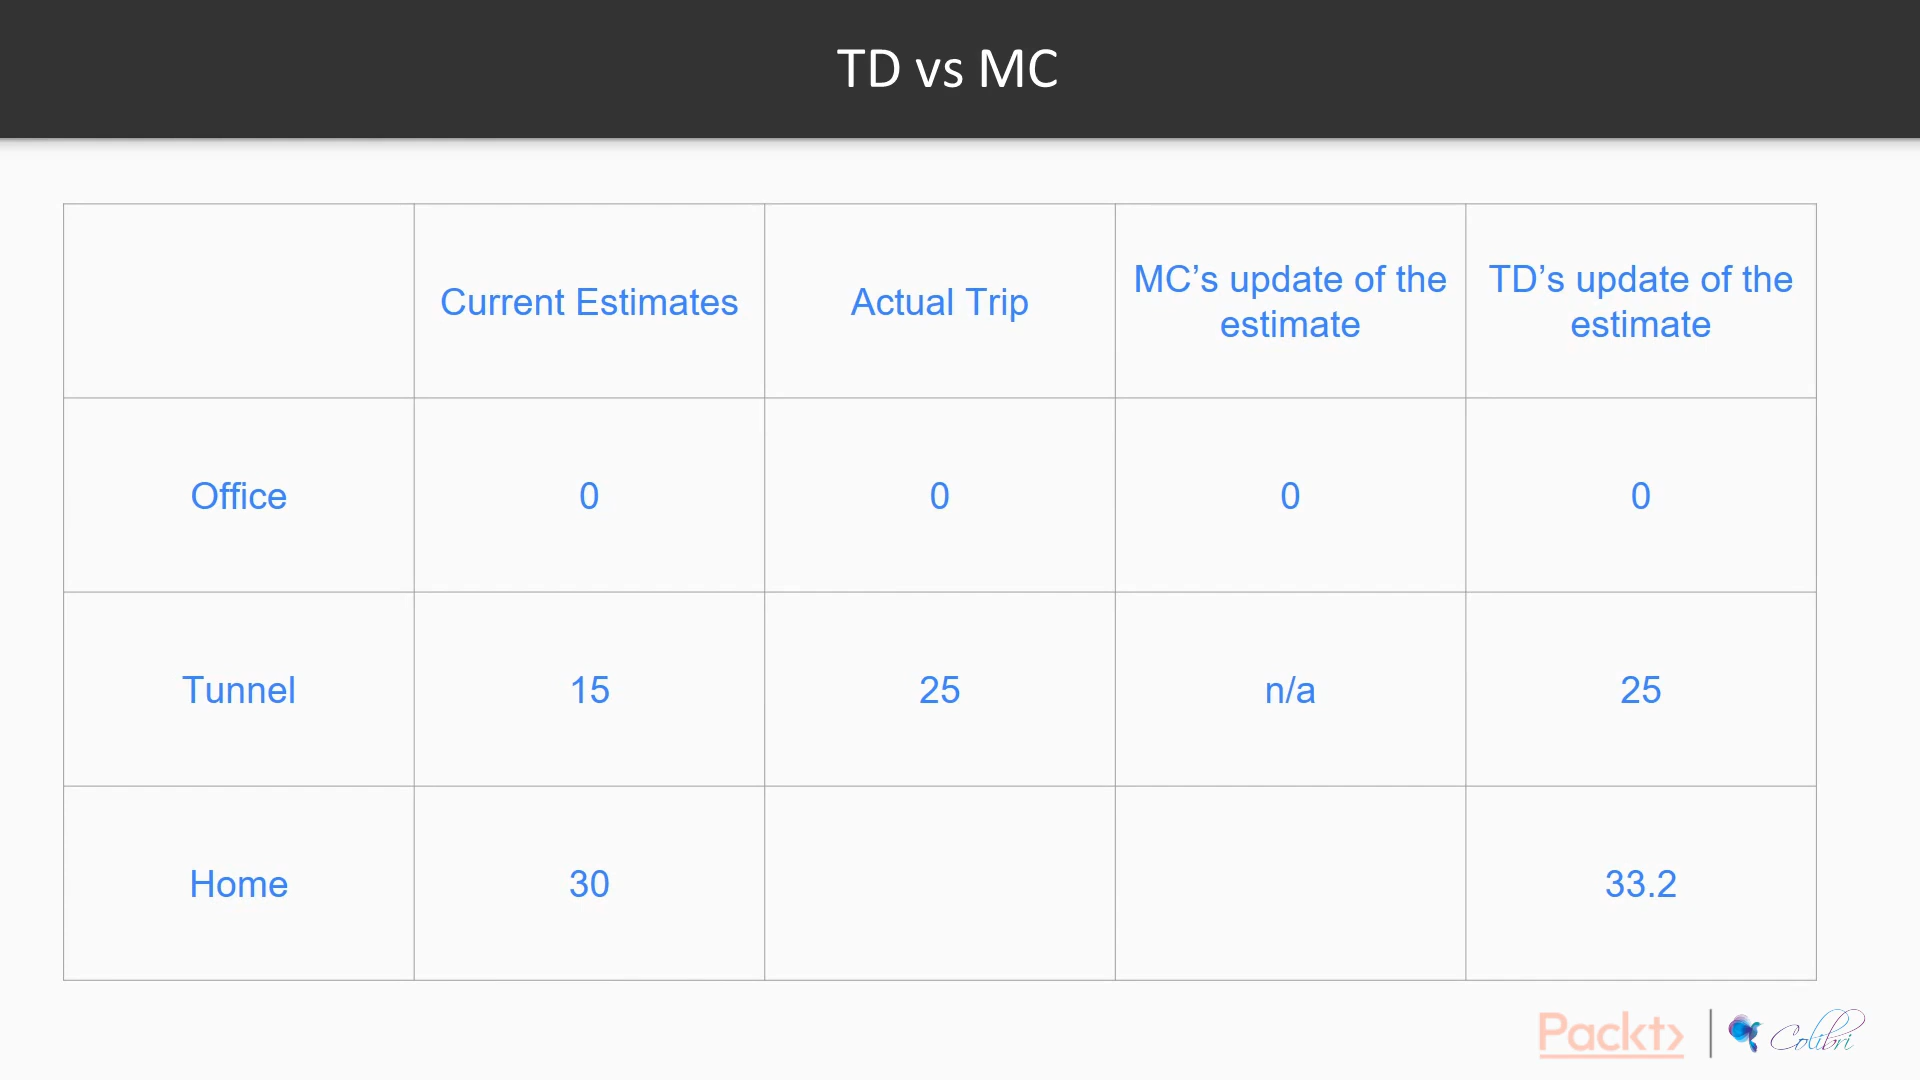 TD vs MC
Current Estimates
Actual Trip
MC’s update of the
estimate
TD’s update of the
estimate
Office
0
0
0
0
Tunnel
15
25
n/a
25
Home
30
33.2
Packt
Colibri